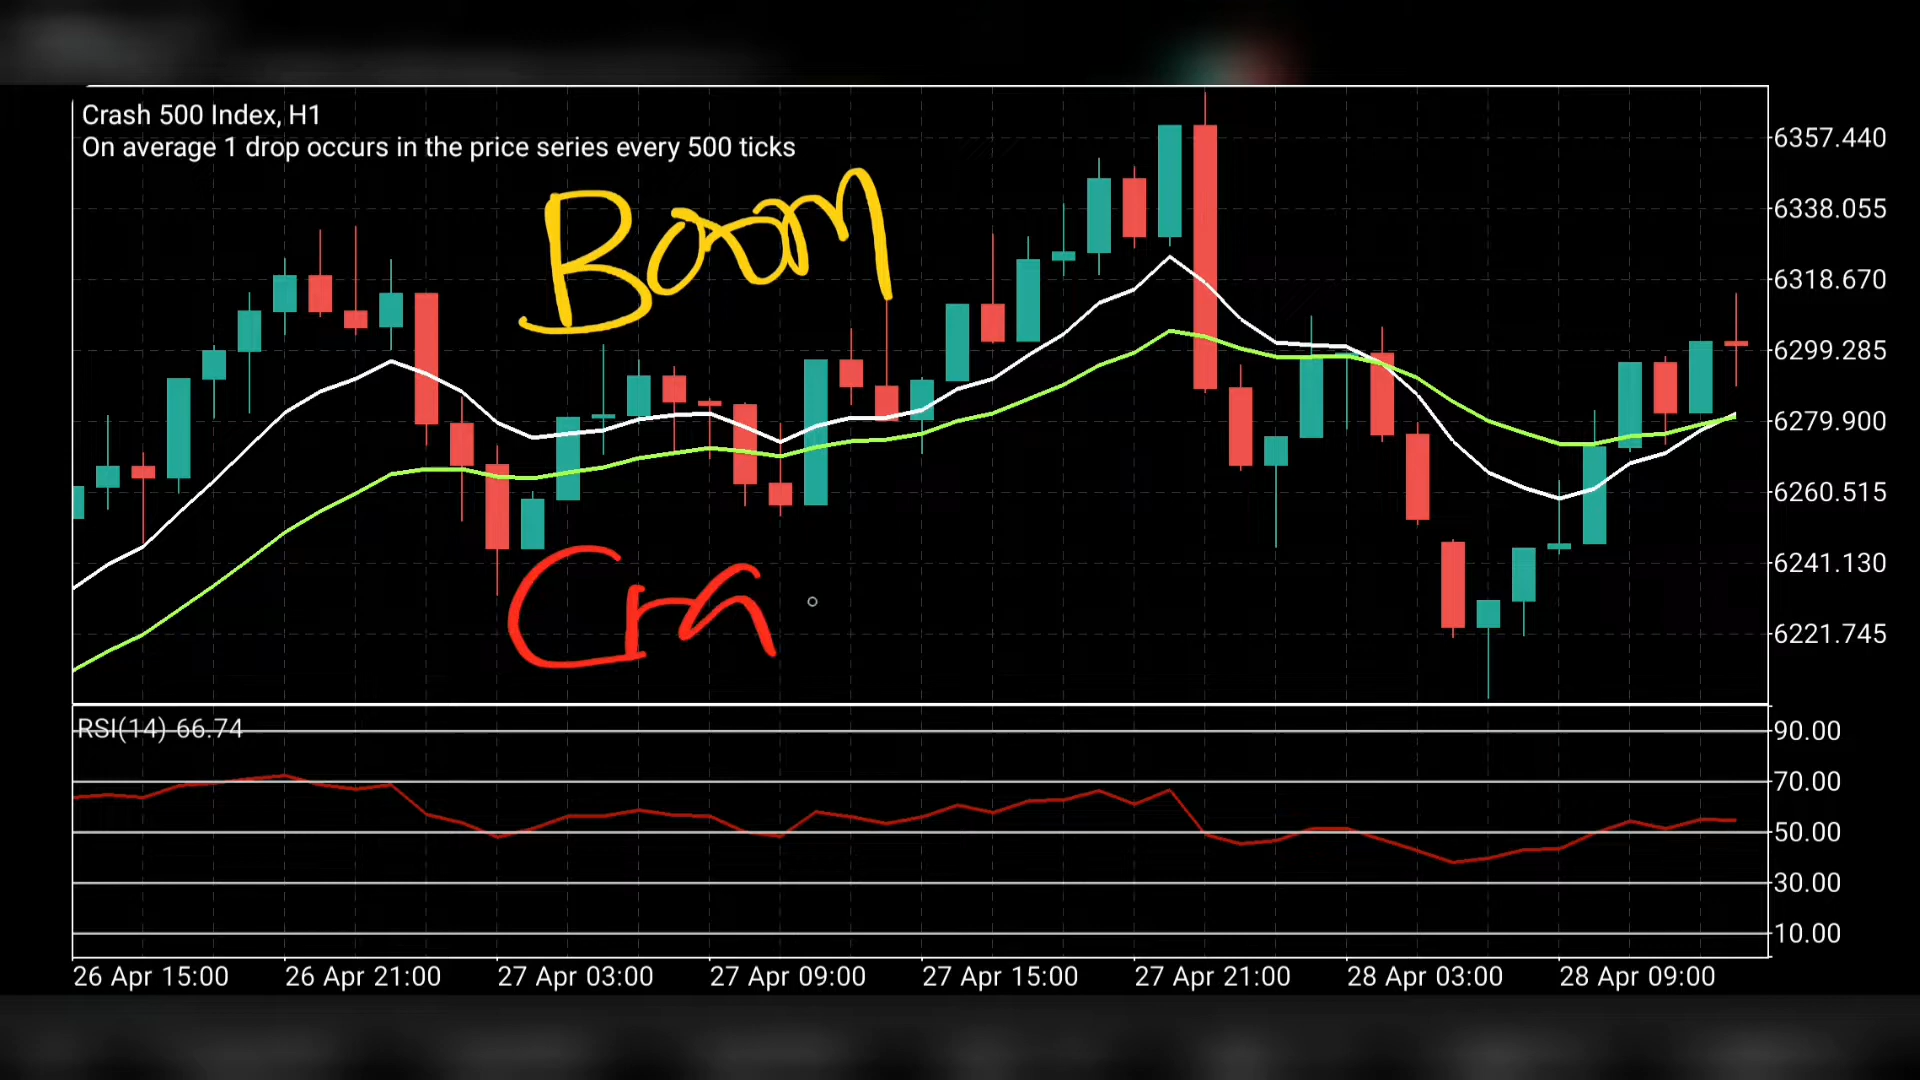 Crash 500 Index, H1
On average 1 drop occurs in the price series every 500 ticks
Boom
Cra
6357.440
6338.055
6318.670
6299.285
6279.900
6260.515
6241.130
6221.745
RSI(14) 66.74
90.00
70.00
50.00
30.00
10.00
26 Apr 15:00 26 Apr 21:00 27 Apr 03:00 27 Apr 09:00 27 Apr 15:00 27 Apr 21:00 28 Apr 03:00 28 Apr 09:00